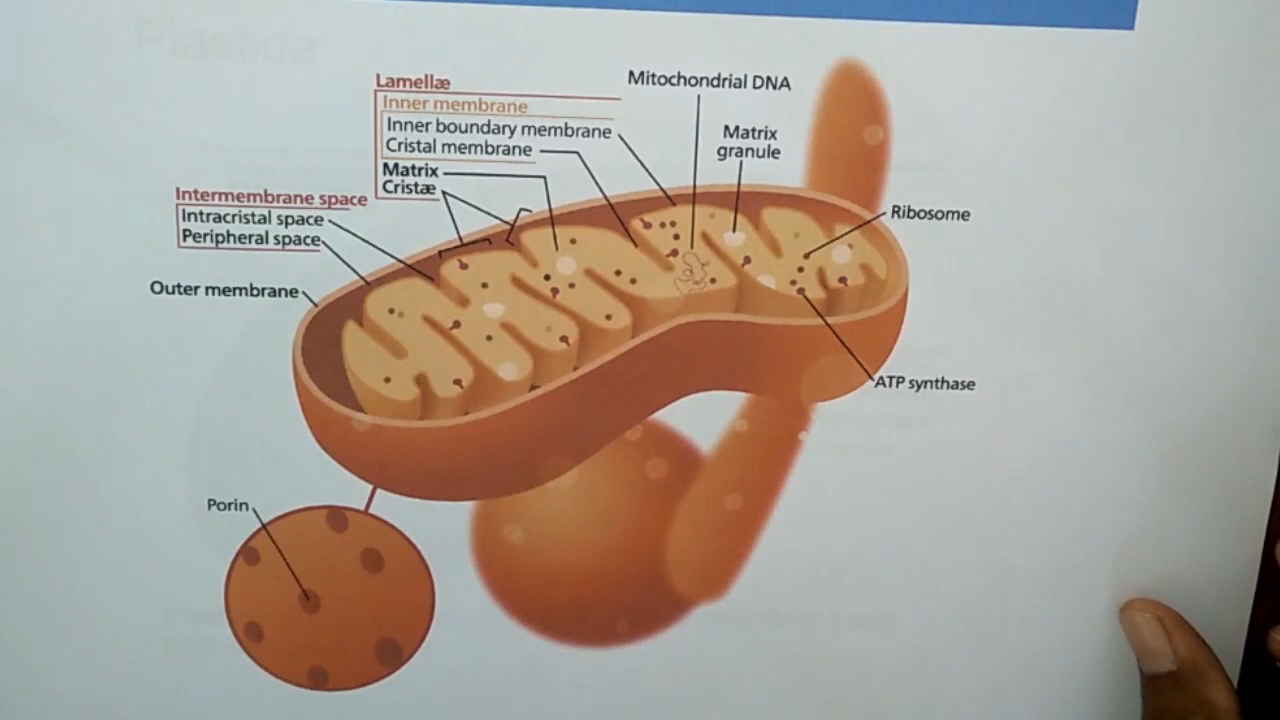 Plastids
Lamellæ
Inner membrane
Inner boundary membrane
Cristal membrane
Matrix
Cristæ
Mitochondrial DNA
Matrix
granule
Intermembrane space
Intracristal space
Peripheral space
Outer membrane
Ribosome
ATP synthase
Porin